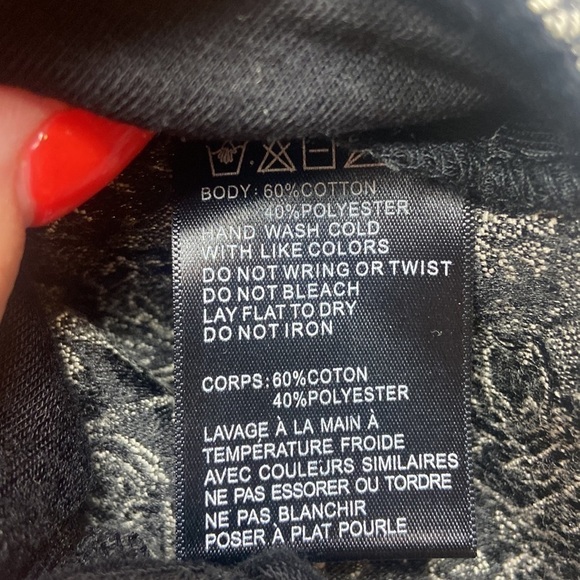 BODY: 60%COTTON
40%POLYESTER
HAND WASH COLD
WITH LIKE COLORS
DO NOT WRING OR TWIST
DO NOT BLEACH
LAY FLAT TO DRY
DO NOT IRON
CORPS: 60%COTON
40%POLYESTER
LAVAGE À LA MAIN À
TEMPÉRATURE FROIDE
AVEC COULEURS SIMILAIRES
NE PAS ESSORER OU TORDRE
NE PAS BLANCHIR
POSER À PLAT POURLE